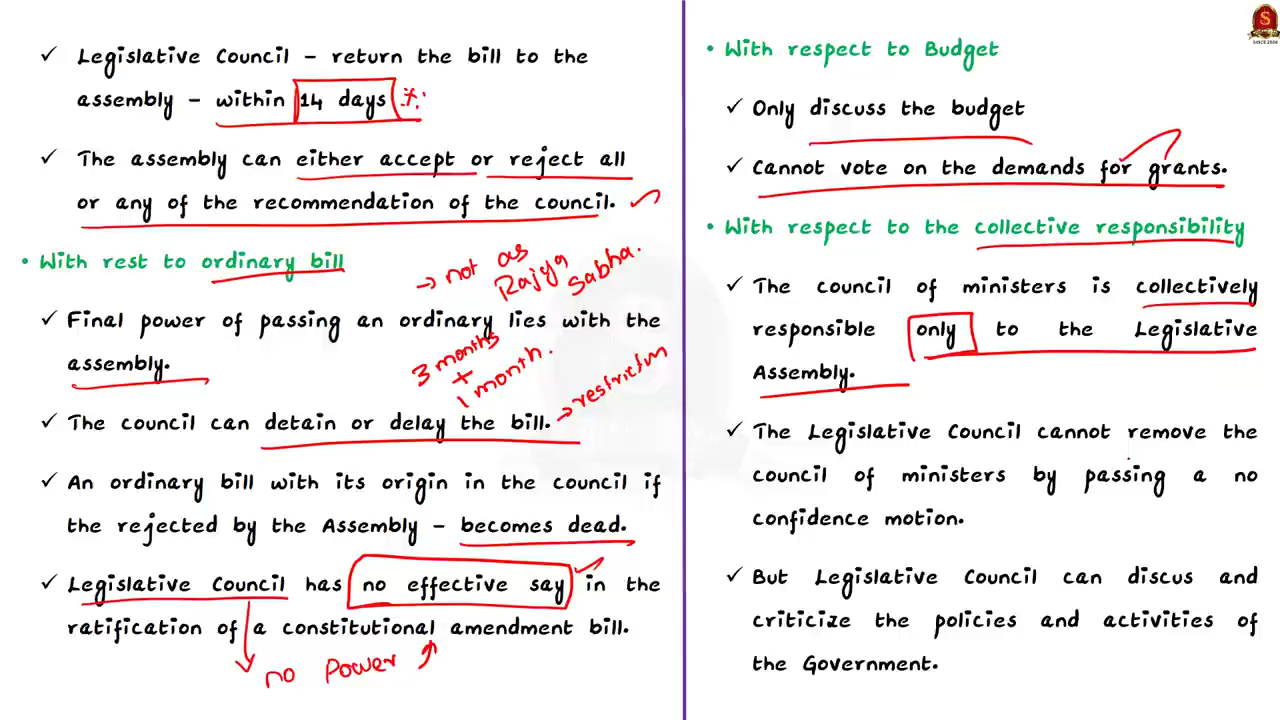 ✓ Legislative Council – return the bill to the
assembly – within 14 days
✓ The assembly can either accept or reject all
or any of the recommendation of the council.
• With rest to ordinary bill
→ not as
Rajya
Sabha.
✓ Final power of passing an ordinary lies with the
assembly.
3 months
+
1 month.
✓ The council can detain or delay the bill.
→ restrictn
✓ An ordinary bill with its origin in the council if
the rejected by the Assembly – becomes dead.
✓ Legislative Council has no effective say in the
ratification of a constitutional amendment bill.
no Power
• With respect to Budget
✓ Only discuss the budget
✓ Cannot vote on the demands for grants.
• With respect to the collective responsibility
✓ The council of ministers is collectively
responsible only to the Legislative
Assembly.
✓ The Legislative Council cannot remove the
council of ministers by passing a no
confidence motion.
✓ But Legislative Council can discus and
criticize the policies and activities of
the Government.
S
SINCE 2004